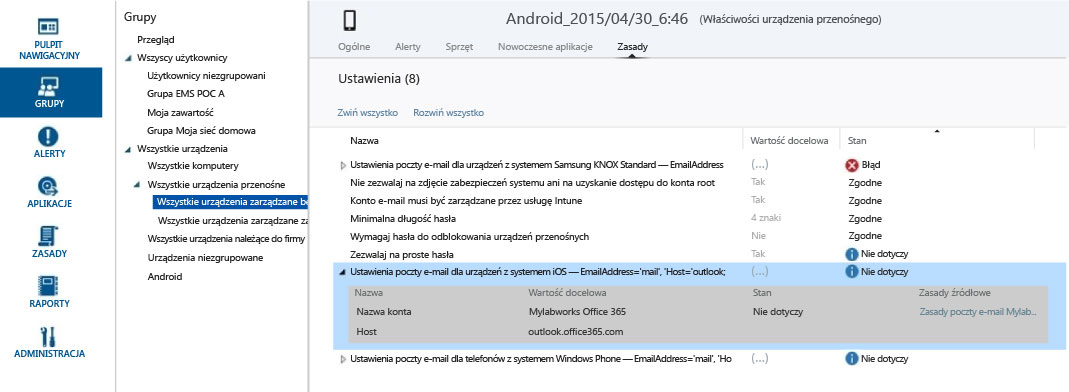 PULPIT
NAWIGACYJNY
GRUPY
ALERTY
APLIKACJE
ZASADY
RAPORTY
ADMINISTRACJA
Grupy
Przegląd
Wszyscy użytkownicy
Użytkownicy niezgrupowani
Grupa EMS POC A
Moja zawartość
Grupa Moja sieć domowa
Wszystkie urządzenia
Wszystkie komputery
Wszystkie urządzenia przenośne
Wszystkie urządzenia zarządzane be
Wszystkie urządzenia zarządzane za
Wszystkie urządzenia należące do firmy
Urządzenia niezgrupowane
Android
Android_2015/04/30_6:46 (Właściwości urządzenia przenośnego)
Ogólne Alerty Sprzęt Nowoczesne aplikacje Zasady
Ustawienia (8)
Zwiń wszystko Rozwiń wszystko
Nazwa Wartość docelowa Stan
Ustawienia poczty e-mail dla urządzeń z systemem Samsung KNOX Standard — EmailAddress (...) Błąd
Nie zezwalaj na zdjęcie zabezpieczeń systemu ani na uzyskanie dostępu do konta root Tak Zgodne
Konto e-mail musi być zarządzane przez usługę Intune Tak Zgodne
Minimalna długość hasła 4 znaki Zgodne
Wymagaj hasła do odblokowania urządzeń przenośnych Nie Zgodne
Zezwalaj na proste hasła Tak Nie dotyczy
Ustawienia poczty e-mail dla urządzeń z systemem iOS — EmailAddress='mail', 'Host='outlook; (...) Nie dotyczy
Nazwa Wartość docelowa Stan Zasady źródłowe
Nazwa konta Mylabworks Office 365 Nie dotyczy Zasady poczty e-mail Mylab...
Host outlook.office365.com
Ustawienia poczty e-mail dla telefonów z systemem Windows Phone — EmailAddress='mail', 'Ho (...) Nie dotyczy